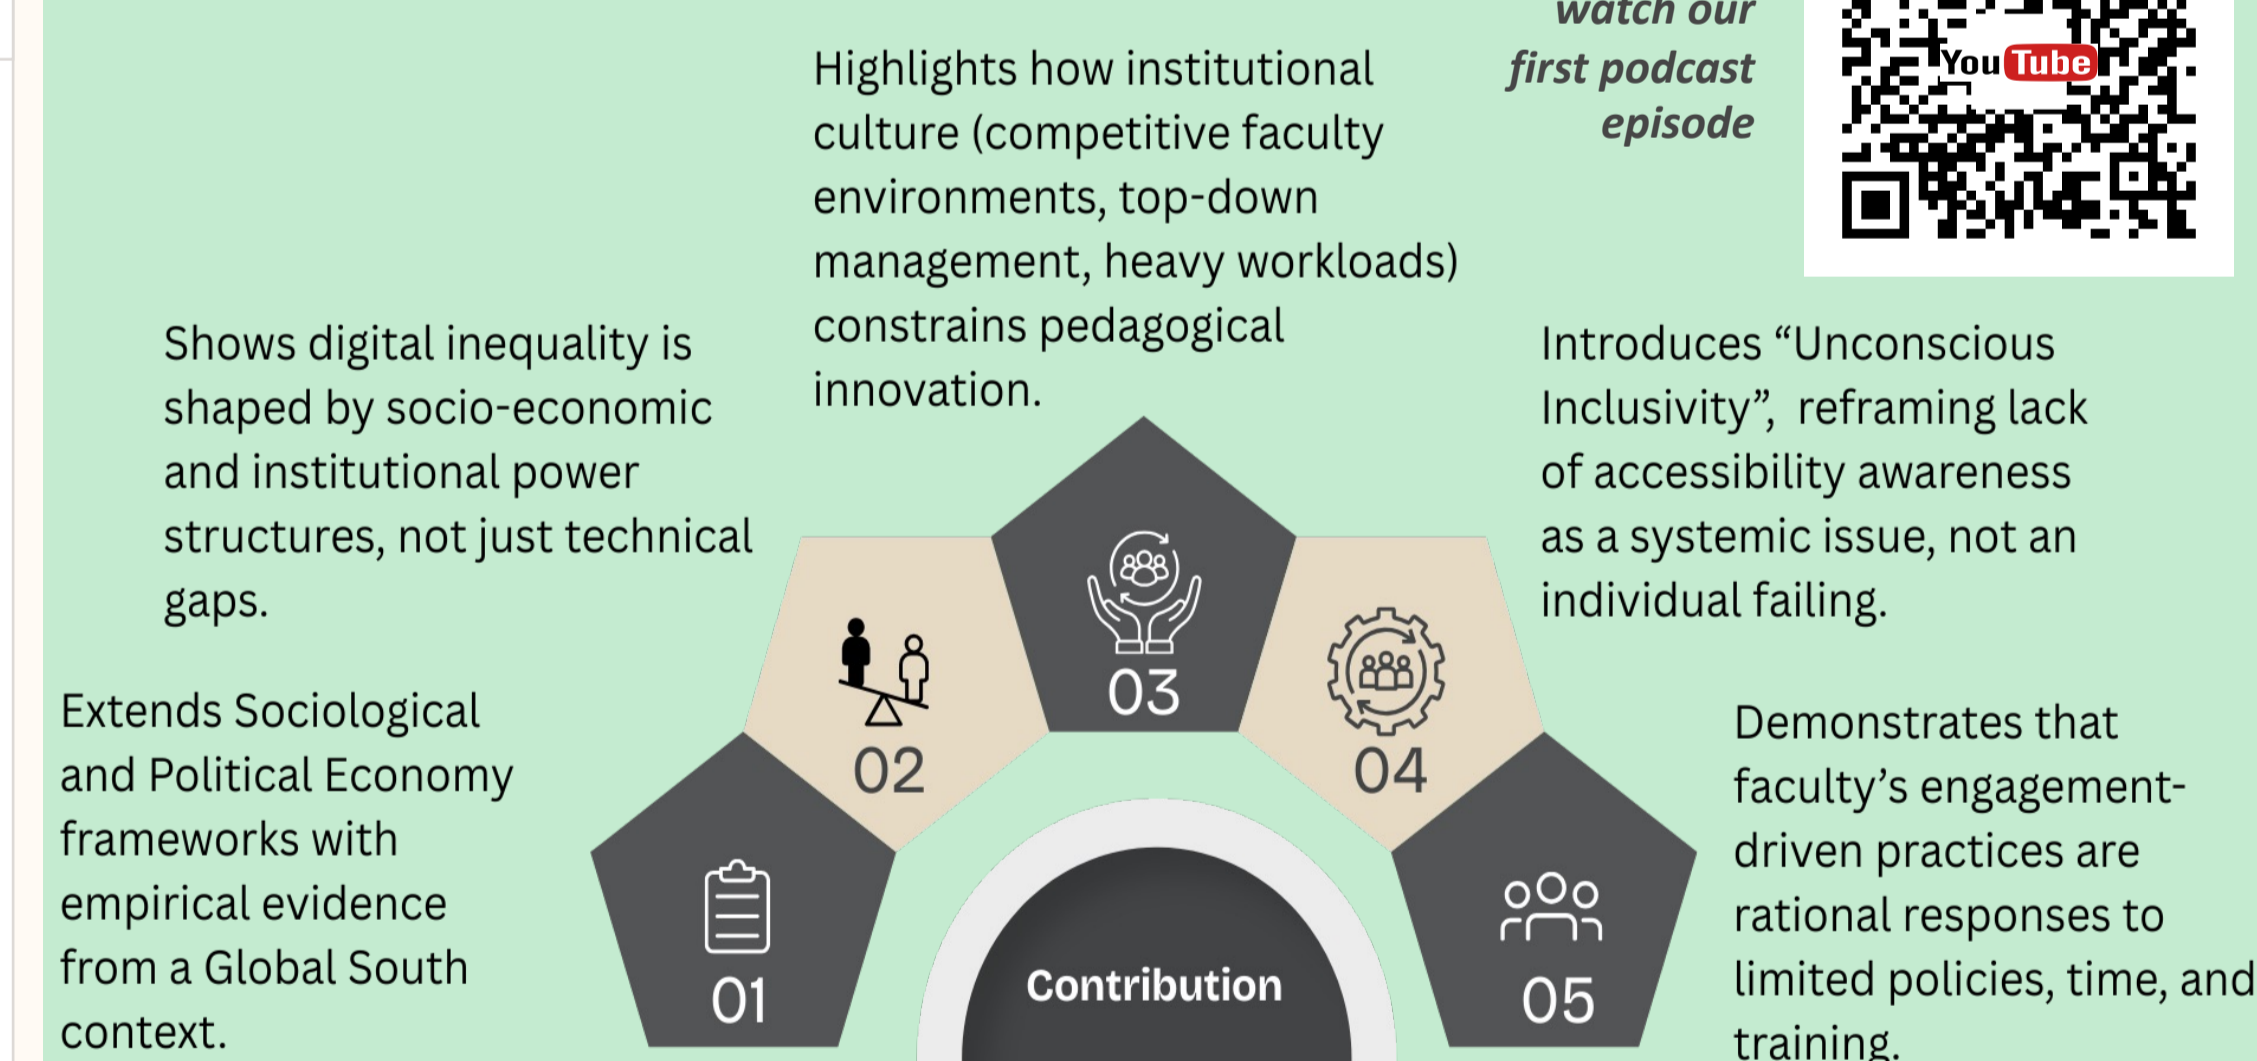 watch our
first podcast
episode
YouTube
Highlights how institutional
culture (competitive faculty
environments, top-down
management, heavy workloads)
constrains pedagogical
innovation.
Shows digital inequality is
shaped by socio-economic
and institutional power
structures, not just technical
gaps.
Introduces “Unconscious
Inclusivity”,  reframing lack
of accessibility awareness
as a systemic issue, not an
individual failing.
Extends Sociological
and Political Economy
frameworks with
empirical evidence
from a Global South
context.
Demonstrates that
faculty’s engagement-
driven practices are
rational responses to
limited policies, time, and
training.
03
02
04
01
05
Contribution